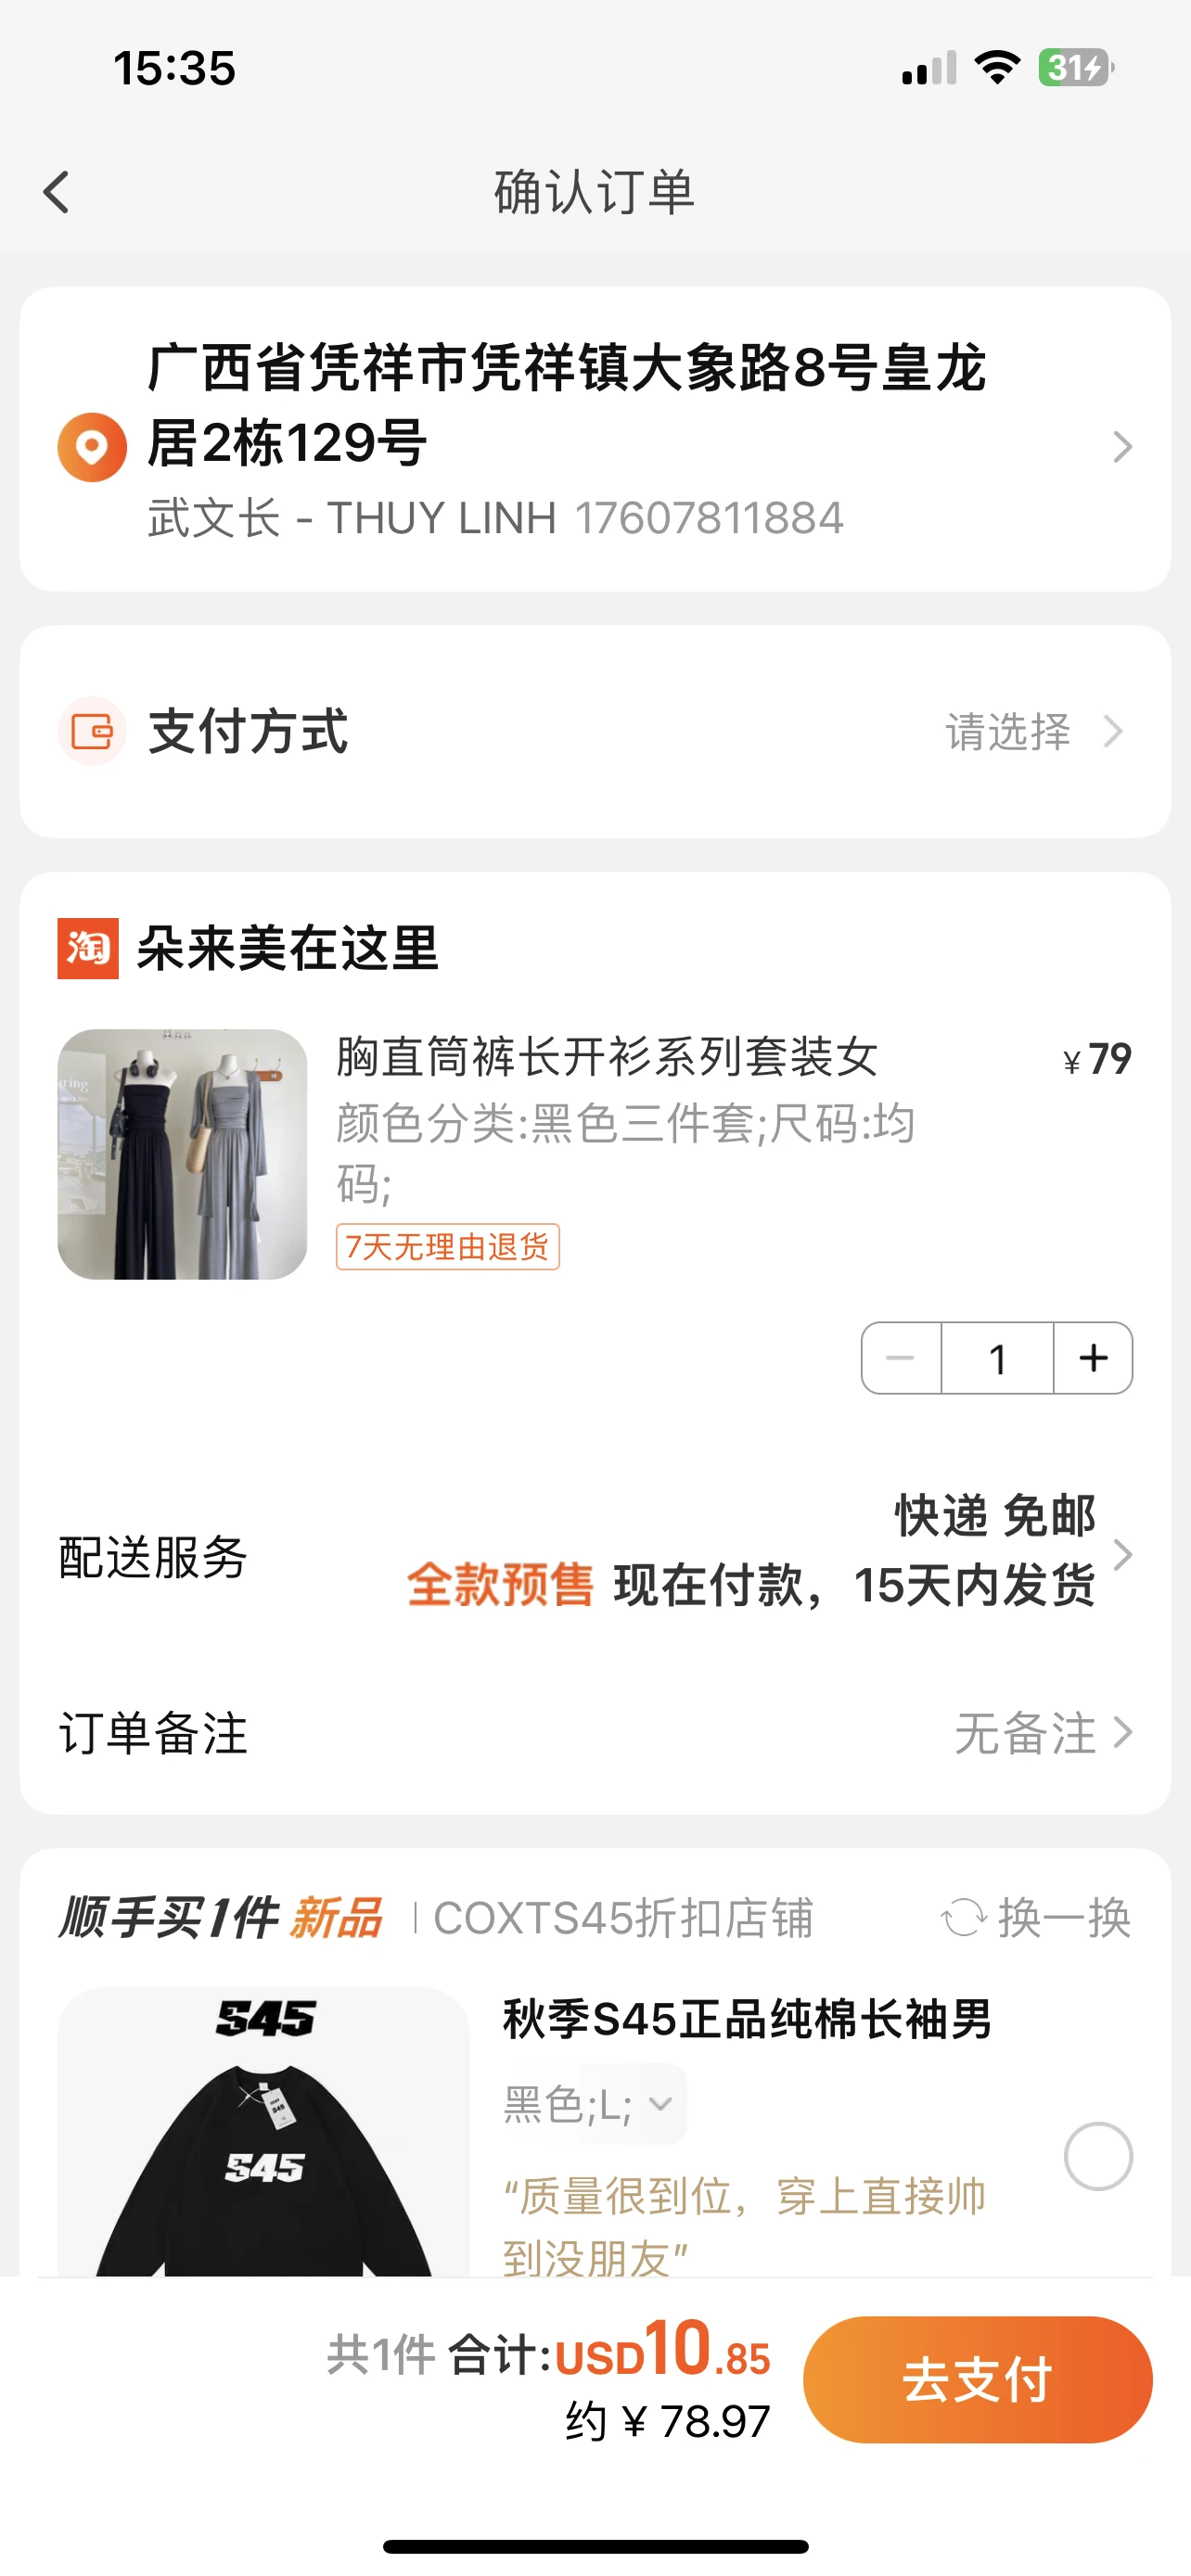 15:35
31
确认订单
广西省凭祥市凭祥镇大象路8号皇龙
居2栋129号
武文长 - THUY LINH 17607811884
支付方式
请选择
淘 朵来美在这里
胸直筒裤长开衫系列套装女
¥79
颜色分类:黑色三件套;尺码:均
码;
7天无理由退货
1
快递 免邮
配送服务
全款预售 现在付款，15天内发货
订单备注
无备注
顺手买1件 新品 | COXTS45折扣店铺
换一换
S45
秋季S45正品纯棉长袖男
黑色;L;
S45
“质量很到位，穿上直接帅
到没朋友”
共1件 合计:USD10.85
约 ¥ 78.97
去支付